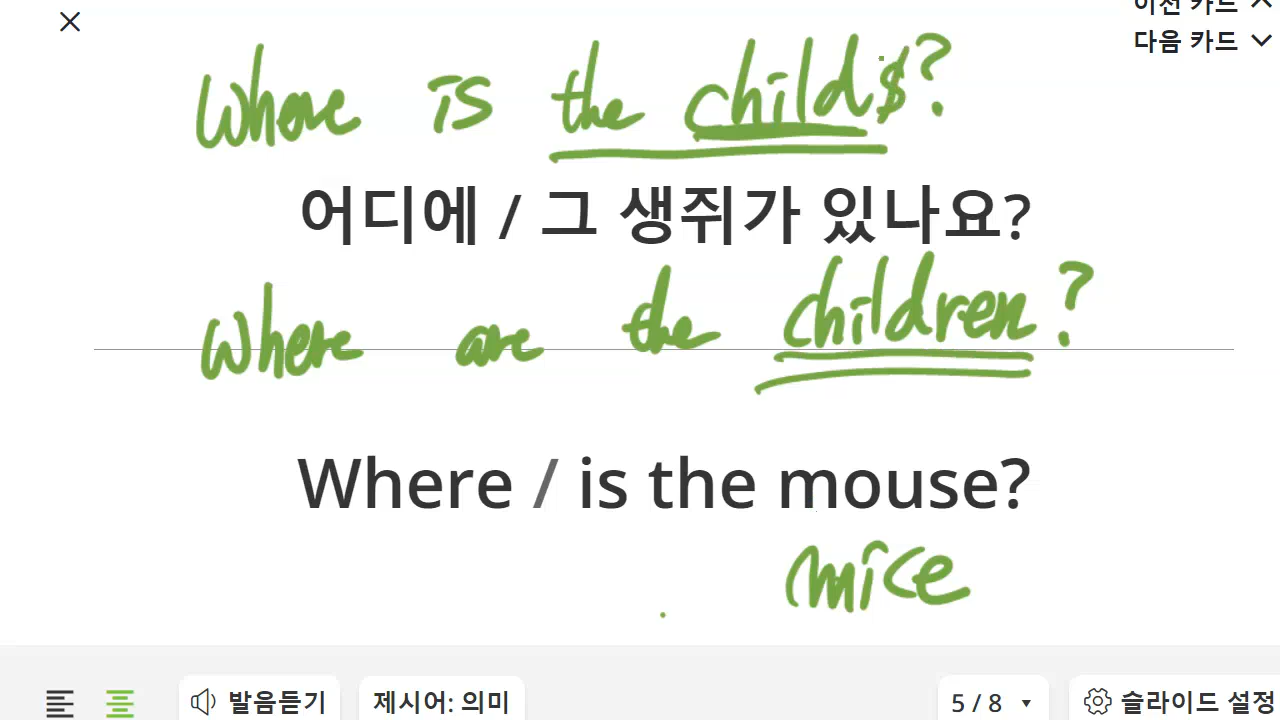 이전 카드
다음 카드
Where is the childs?
어디에 / 그 생쥐가 있나요?
Where are the children?
Where / is the mouse?
mice
발음듣기 제시어: 의미 5 / 8 슬라이드 설정